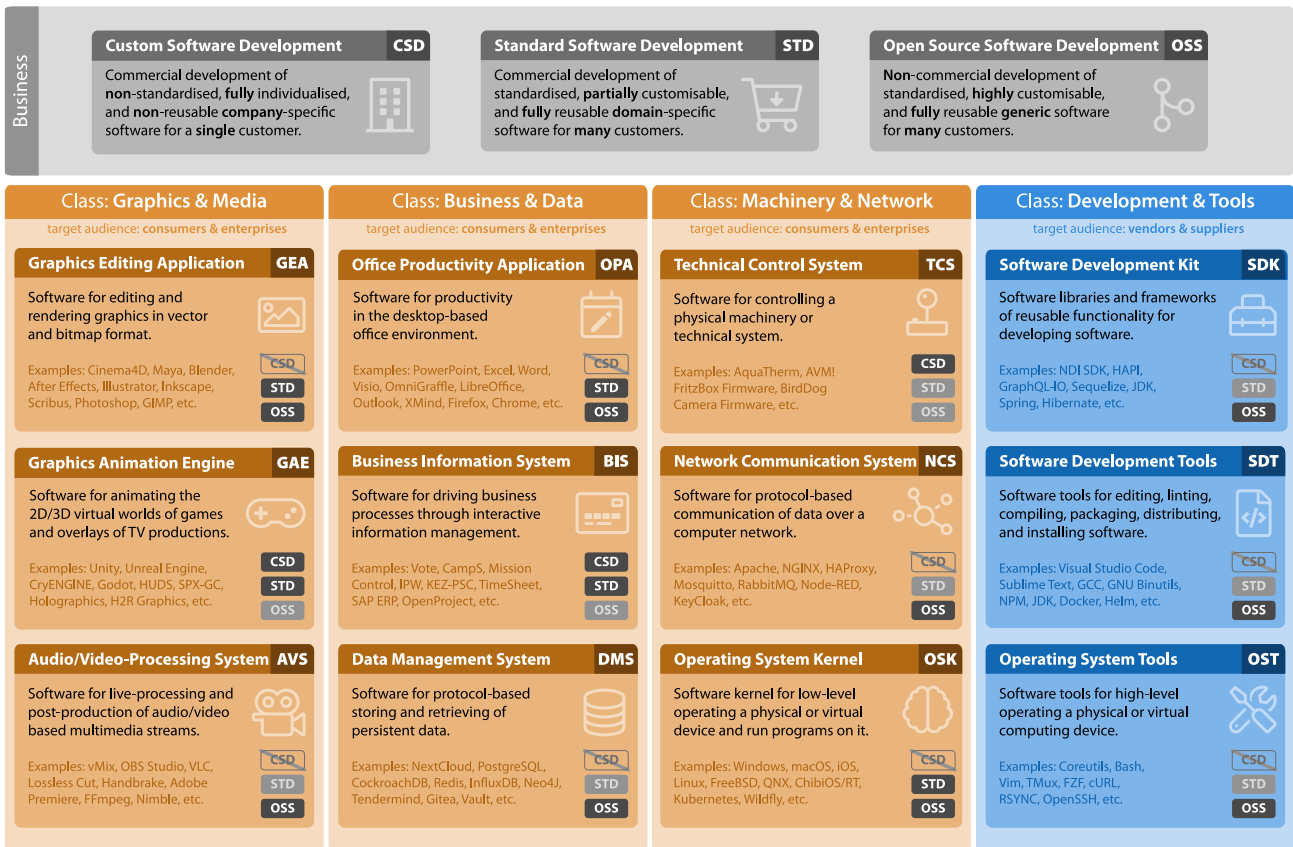 Business
Custom Software Development CSD
Commercial development of
non-standardised, fully individualised,
and non-reusable company-specific
software for a single customer.
Standard Software Development STD
Commercial development of
standardised, partially customisable,
and fully reusable domain-specific
software for many customers.
Open Source Software Development OSS
Non-commercial development of
standardised, highly customisable,
and fully reusable generic software
for many customers.
Class: Graphics & Media
target audience: consumers & enterprises
Graphics Editing Application GEA
Software for editing and
rendering graphics in vector
and bitmap format.
Examples: Cinema4D, Maya, Blender,
After Effects, Illustrator, Inkscape,
Scribus, Photoshop, GIMP, etc.
CSD
STD
OSS
Graphics Animation Engine GAE
Software for animating the
2D/3D virtual worlds of games
and overlays of TV productions.
Examples: Unity, Unreal Engine,
CryENGINE, Godot, HUDS, SPX-GC,
Holographics, H2R Graphics, etc.
CSD
STD
OSS
Audio/Video-Processing System AVS
Software for live-processing and
post-production of audio/video
based multimedia streams.
Examples: vMix, OBS Studio, VLC,
Lossless Cut, Handbrake, Adobe
Premiere, FFmpeg, Nimble, etc.
CSD
STD
OSS
Class: Business & Data
target audience: consumers & enterprises
Office Productivity Application OPA
Software for productivity
in the desktop-based
office environment.
Examples: PowerPoint, Excel, Word,
Visio, OmniGraffle, LibreOffice,
Outlook, XMind, Firefox, Chrome, etc.
CSD
STD
OSS
Business Information System BIS
Software for driving business
processes through interactive
information management.
Examples: Vote, CampS, Mission
Control, IPW, KEZ-PSC, TimeSheet,
SAP ERP, OpenProject, etc.
CSD
STD
OSS
Data Management System DMS
Software for protocol-based
storing and retrieving of
persistent data.
Examples: NextCloud, PostgreSQL,
CockroachDB, Redis, InfluxDB, Neo4J,
Tendermind, Gitea, Vault, etc.
CSD
STD
OSS
Class: Machinery & Network
target audience: consumers & enterprises
Technical Control System TCS
Software for controlling a
physical machinery or
technical system.
Examples: AquaTherm, AVM!
FritzBox Firmware, BirdDog
Camera Firmware, etc.
CSD
STD
OSS
Network Communication System NCS
Software for protocol-based
communication of data over a
computer network.
Examples: Apache, NGINX, HAProxy,
Mosquitto, RabbitMQ, Node-RED,
KeyCloak, etc.
CSD
STD
OSS
Operating System Kernel OSK
Software kernel for low-level
operating a physical or virtual
device and run programs on it.
Examples: Windows, macOS, iOS,
Linux, FreeBSD, QNX, ChibiOS/RT,
Kubernetes, Wildfly, etc.
CSD
STD
OSS
Class: Development & Tools
target audience: vendors & suppliers
Software Development Kit SDK
Software libraries and frameworks
of reusable functionality for
developing software.
Examples: NDI SDK, HAPI,
GraphQL-IO, Sequelize, JDK,
Spring, Hibernate, etc.
CSD
STD
OSS
Software Development Tools SDT
Software tools for editing, linting,
compiling, packaging, distributing,
and installing software.
Examples: Visual Studio Code,
Sublime Text, GCC, GNU Binutils,
NPM, JDK, Docker, Helm, etc.
CSD
STD
OSS
Operating System Tools OST
Software tools for high-level
operating a physical or virtual
computing device.
Examples: Coreutils, Bash,
Vim, TMux, FZF, cURL,
RSYNC, OpenSSH, etc.
CSD
STD
OSS